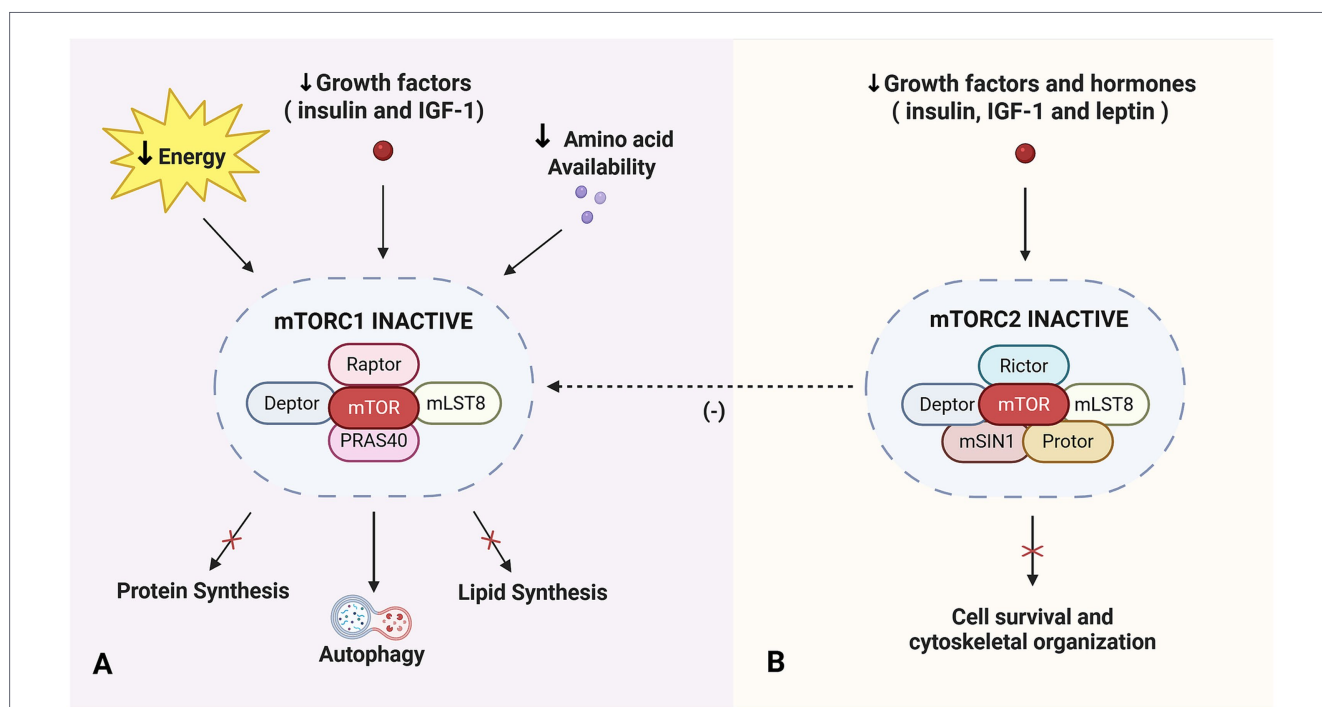 ↓Growth factors
( insulin and IGF-1)
↓ Energy
↓ Amino acid
Availability
mTORC1 INACTIVE
Raptor
Deptor
mTOR
mLST8
PRAS40
Protein Synthesis
Lipid Synthesis
Autophagy
A
(-)
↓Growth factors and hormones
( insulin, IGF-1 and leptin )
mTORC2 INACTIVE
Rictor
Deptor
mTOR
mLST8
mSIN1
Protor
Cell survival and
cytoskeletal organization
B